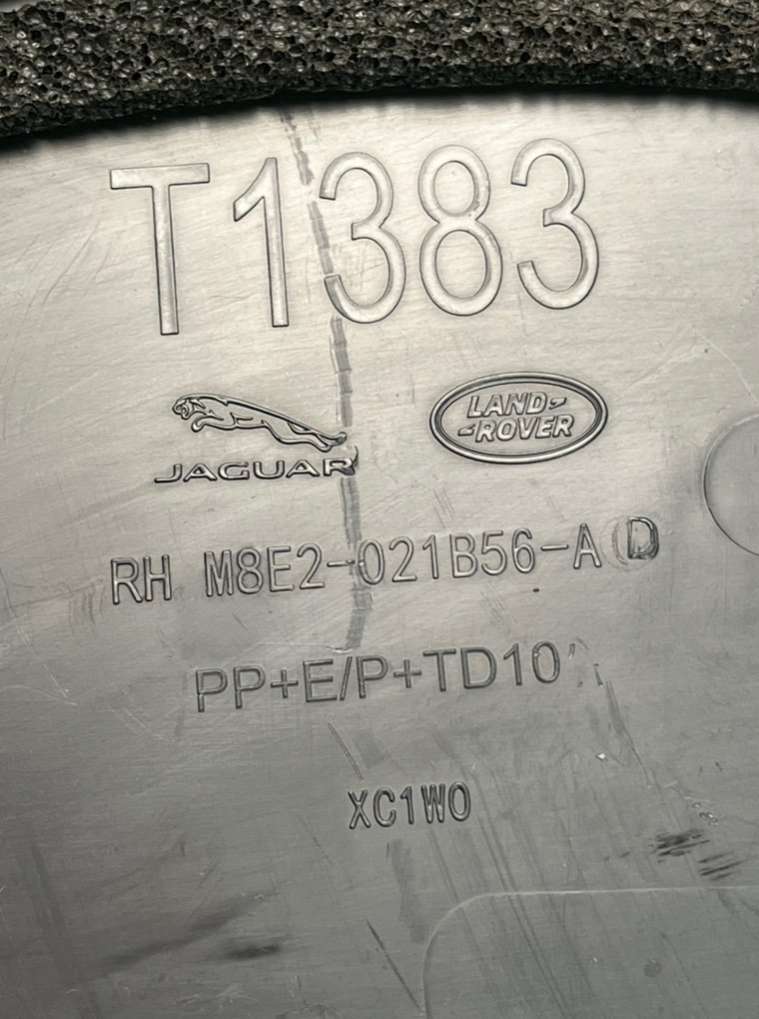 T1383
JAGUAR
LAND
ROVER
RH M8E2-021B56-A D
PP+E/P+TD10
XC1W0